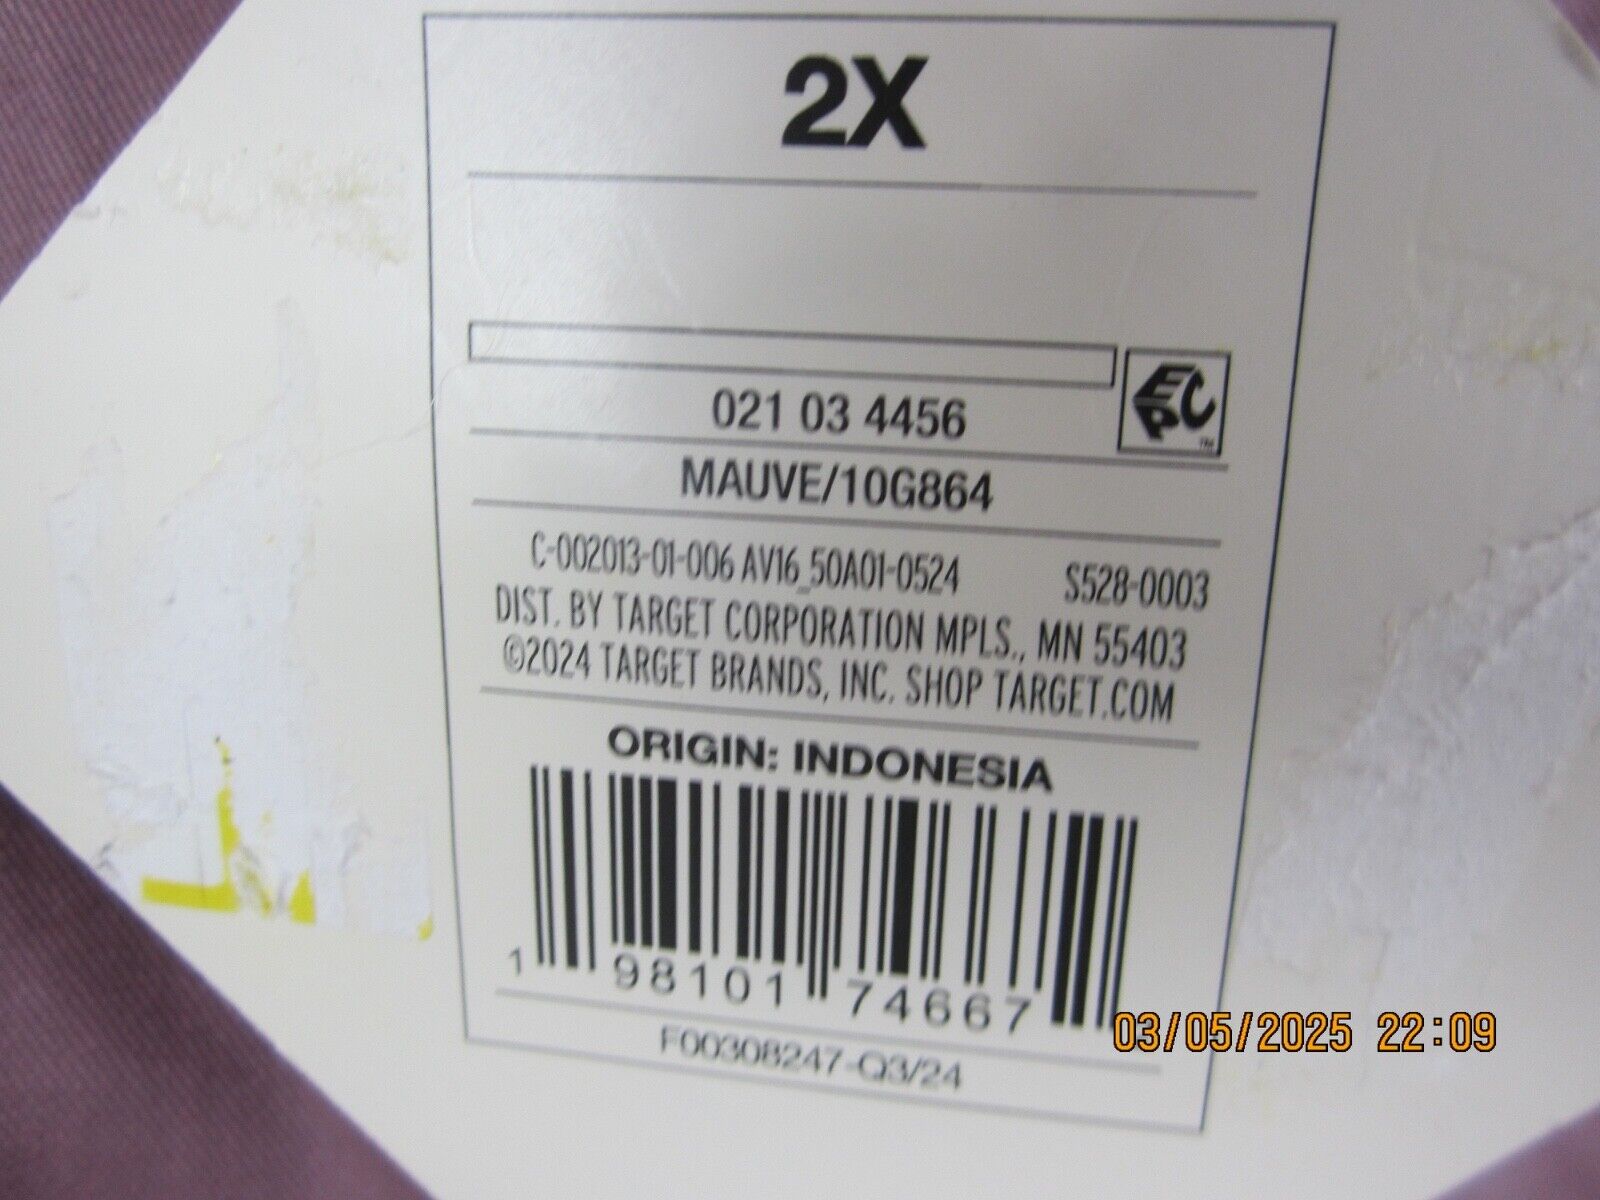 2X
021 03 4456
EPC
™
MAUVE/10G864
C-002013-01-006 AV16_50A01-0524 S528-0003
DIST. BY TARGET CORPORATION MPLS., MN 55403
©2024 TARGET BRANDS, INC. SHOP TARGET.COM
ORIGIN: INDONESIA
1 98101 74667
F00308247-Q3/24
03/05/2025 22:09